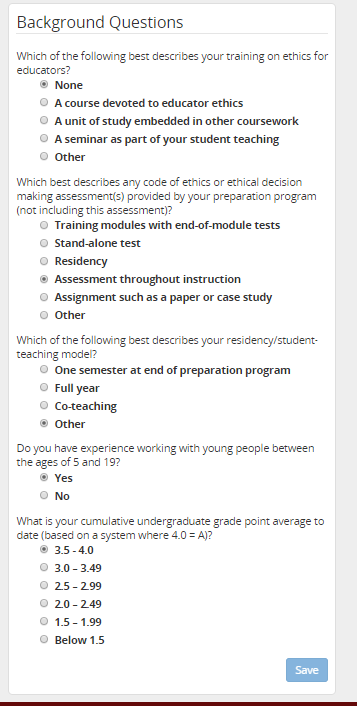 Background Questions
Which of the following best describes your training on ethics for
educators?
None
A course devoted to educator ethics
A unit of study embedded in other coursework
A seminar as part of your student teaching
Other
Which best describes any code of ethics or ethical decision
making assessment(s) provided by your preparation program
(not including this assessment)?
Training modules with end-of-module tests
Stand-alone test
Residency
Assessment throughout instruction
Assignment such as a paper or case study
Other
Which of the following best describes your residency/student-
teaching model?
One semester at end of preparation program
Full year
Co-teaching
Other
Do you have experience working with young people between
the ages of 5 and 19?
Yes
No
What is your cumulative undergraduate grade point average to
date (based on a system where 4.0 = A)?
3.5 - 4.0
3.0 – 3.49
2.5 – 2.99
2.0 – 2.49
1.5 – 1.99
Below 1.5
Save